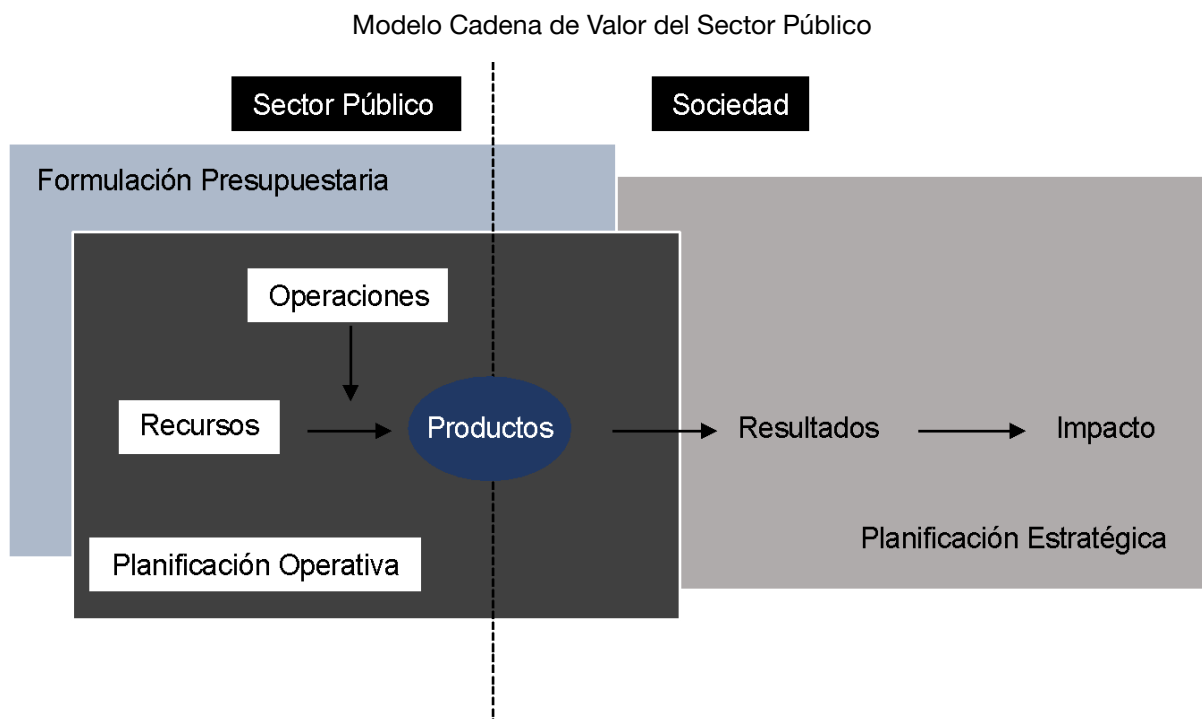 Modelo Cadena de Valor del Sector Público
Sector Público
Sociedad
Formulación Presupuestaria
Operaciones
Recursos
Productos
Resultados
Impacto
Planificación Estratégica
Planificación Operativa